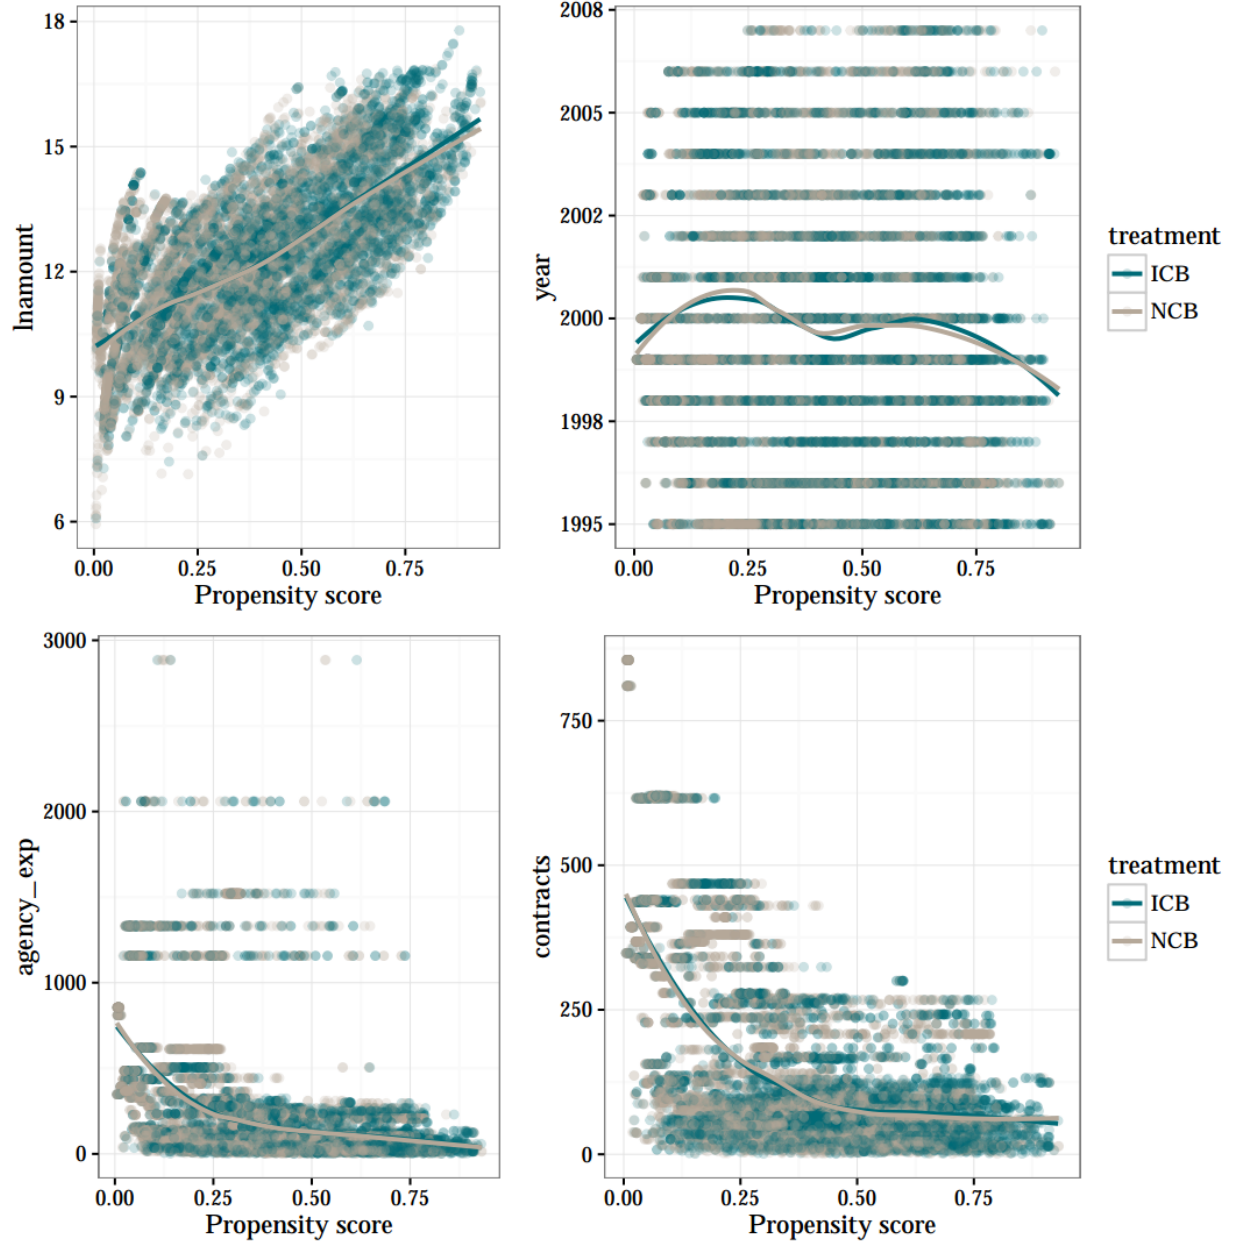 18
15
12
9
6
lnamount
0.00 0.25 0.50 0.75
Propensity score
2008
2005
2002
2000
1998
1995
year
0.00 0.25 0.50 0.75
Propensity score
treatment
ICB
NCB
3000
2000
1000
0
agency_exp
0.00 0.25 0.50 0.75
Propensity score
750
500
250
0
contracts
0.00 0.25 0.50 0.75
Propensity score
treatment
ICB
NCB